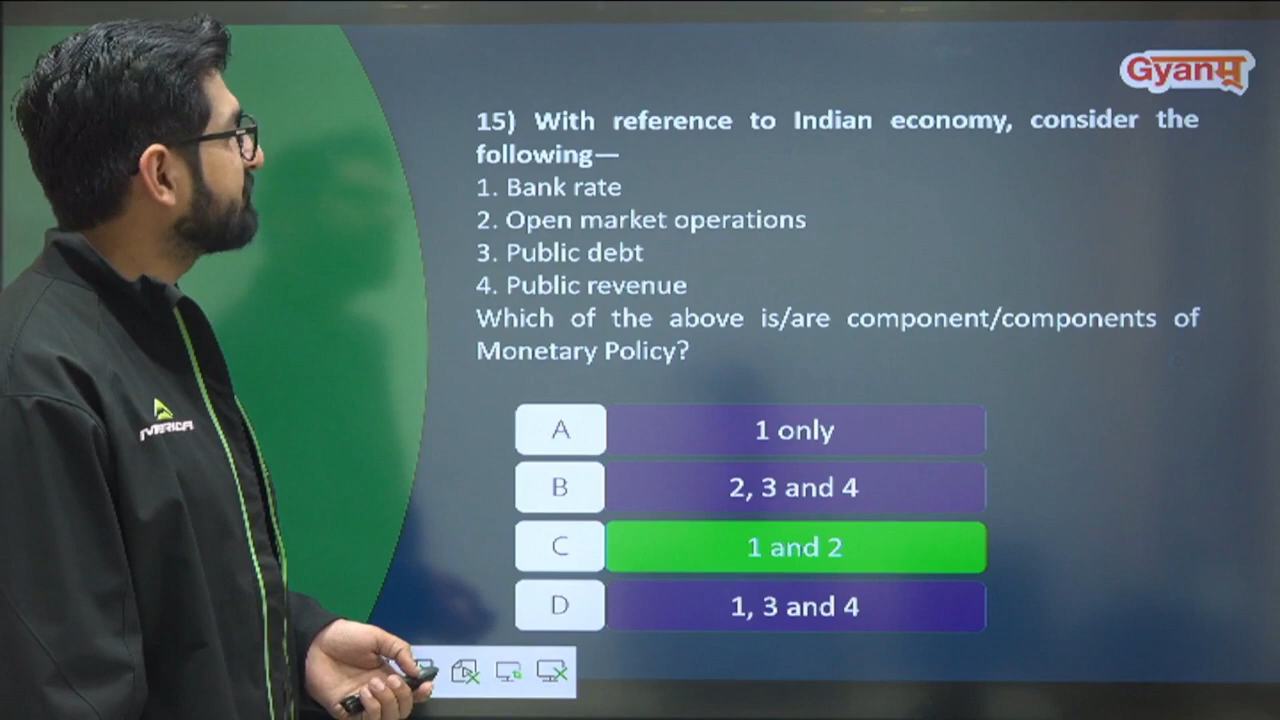 Gyanभू
15) With reference to Indian economy, consider the
following—
1. Bank rate
2. Open market operations
3. Public debt
4. Public revenue
Which of the above is/are component/components of
Monetary Policy?
A 1 only
B 2, 3 and 4
C 1 and 2
D 1, 3 and 4